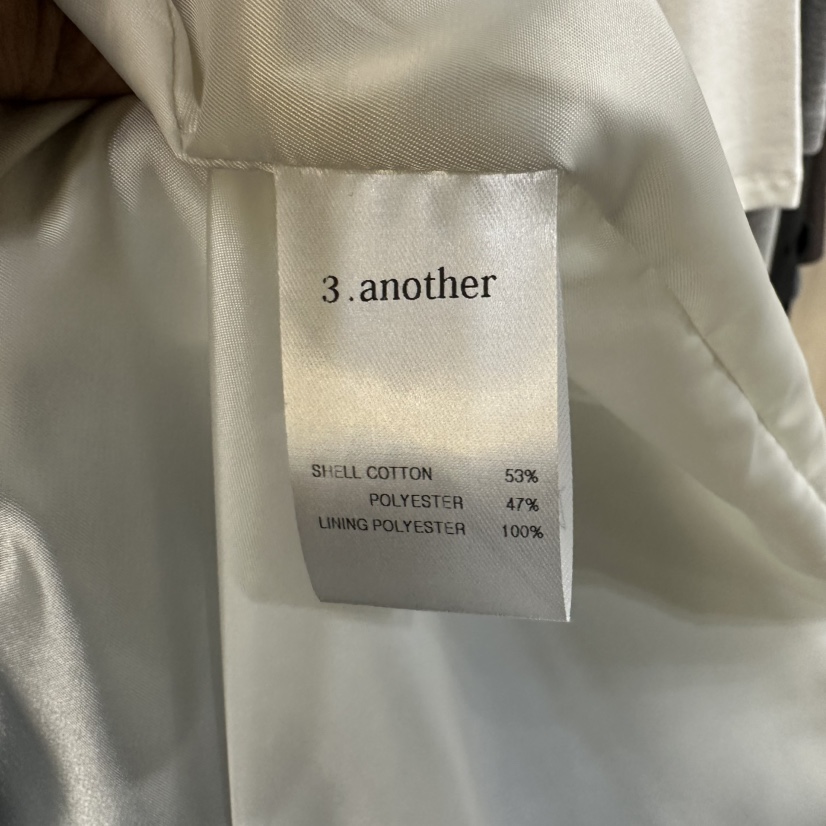 3.another
SHELL COTTON 53%
POLYESTER 47%
LINING POLYESTER 100%